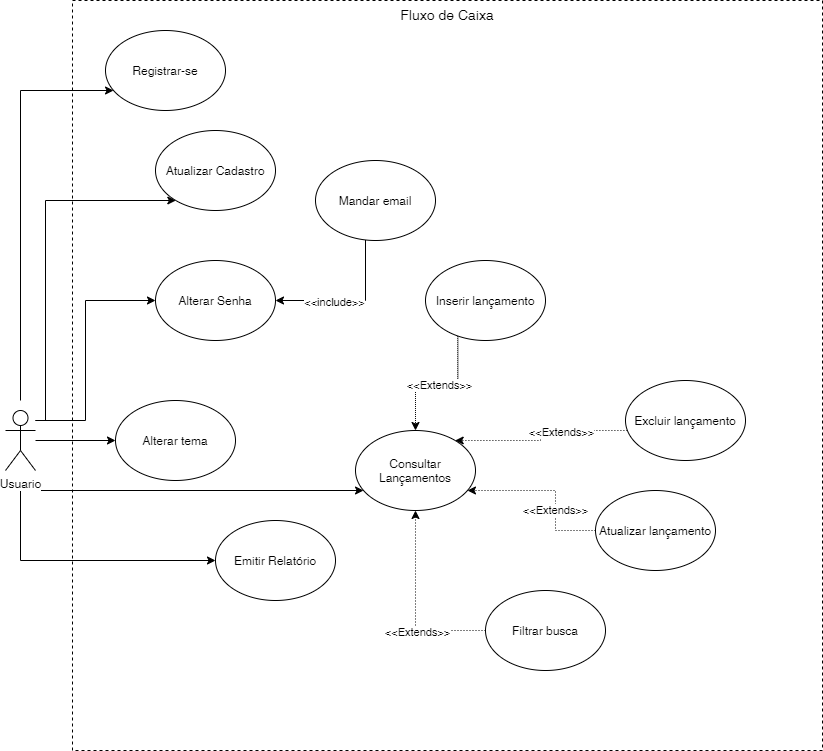 Fluxo de Caixa
Registrar-se
Atualizar Cadastro
Mandar email
Alterar Senha
<<include>>
Inserir lançamento
<<Extends>>
Excluir lançamento
<<Extends>>
Alterar tema
Consultar
Lançamentos
Usuario
<<Extends>>
Atualizar lançamento
Emitir Relatório
<<Extends>>
Filtrar busca